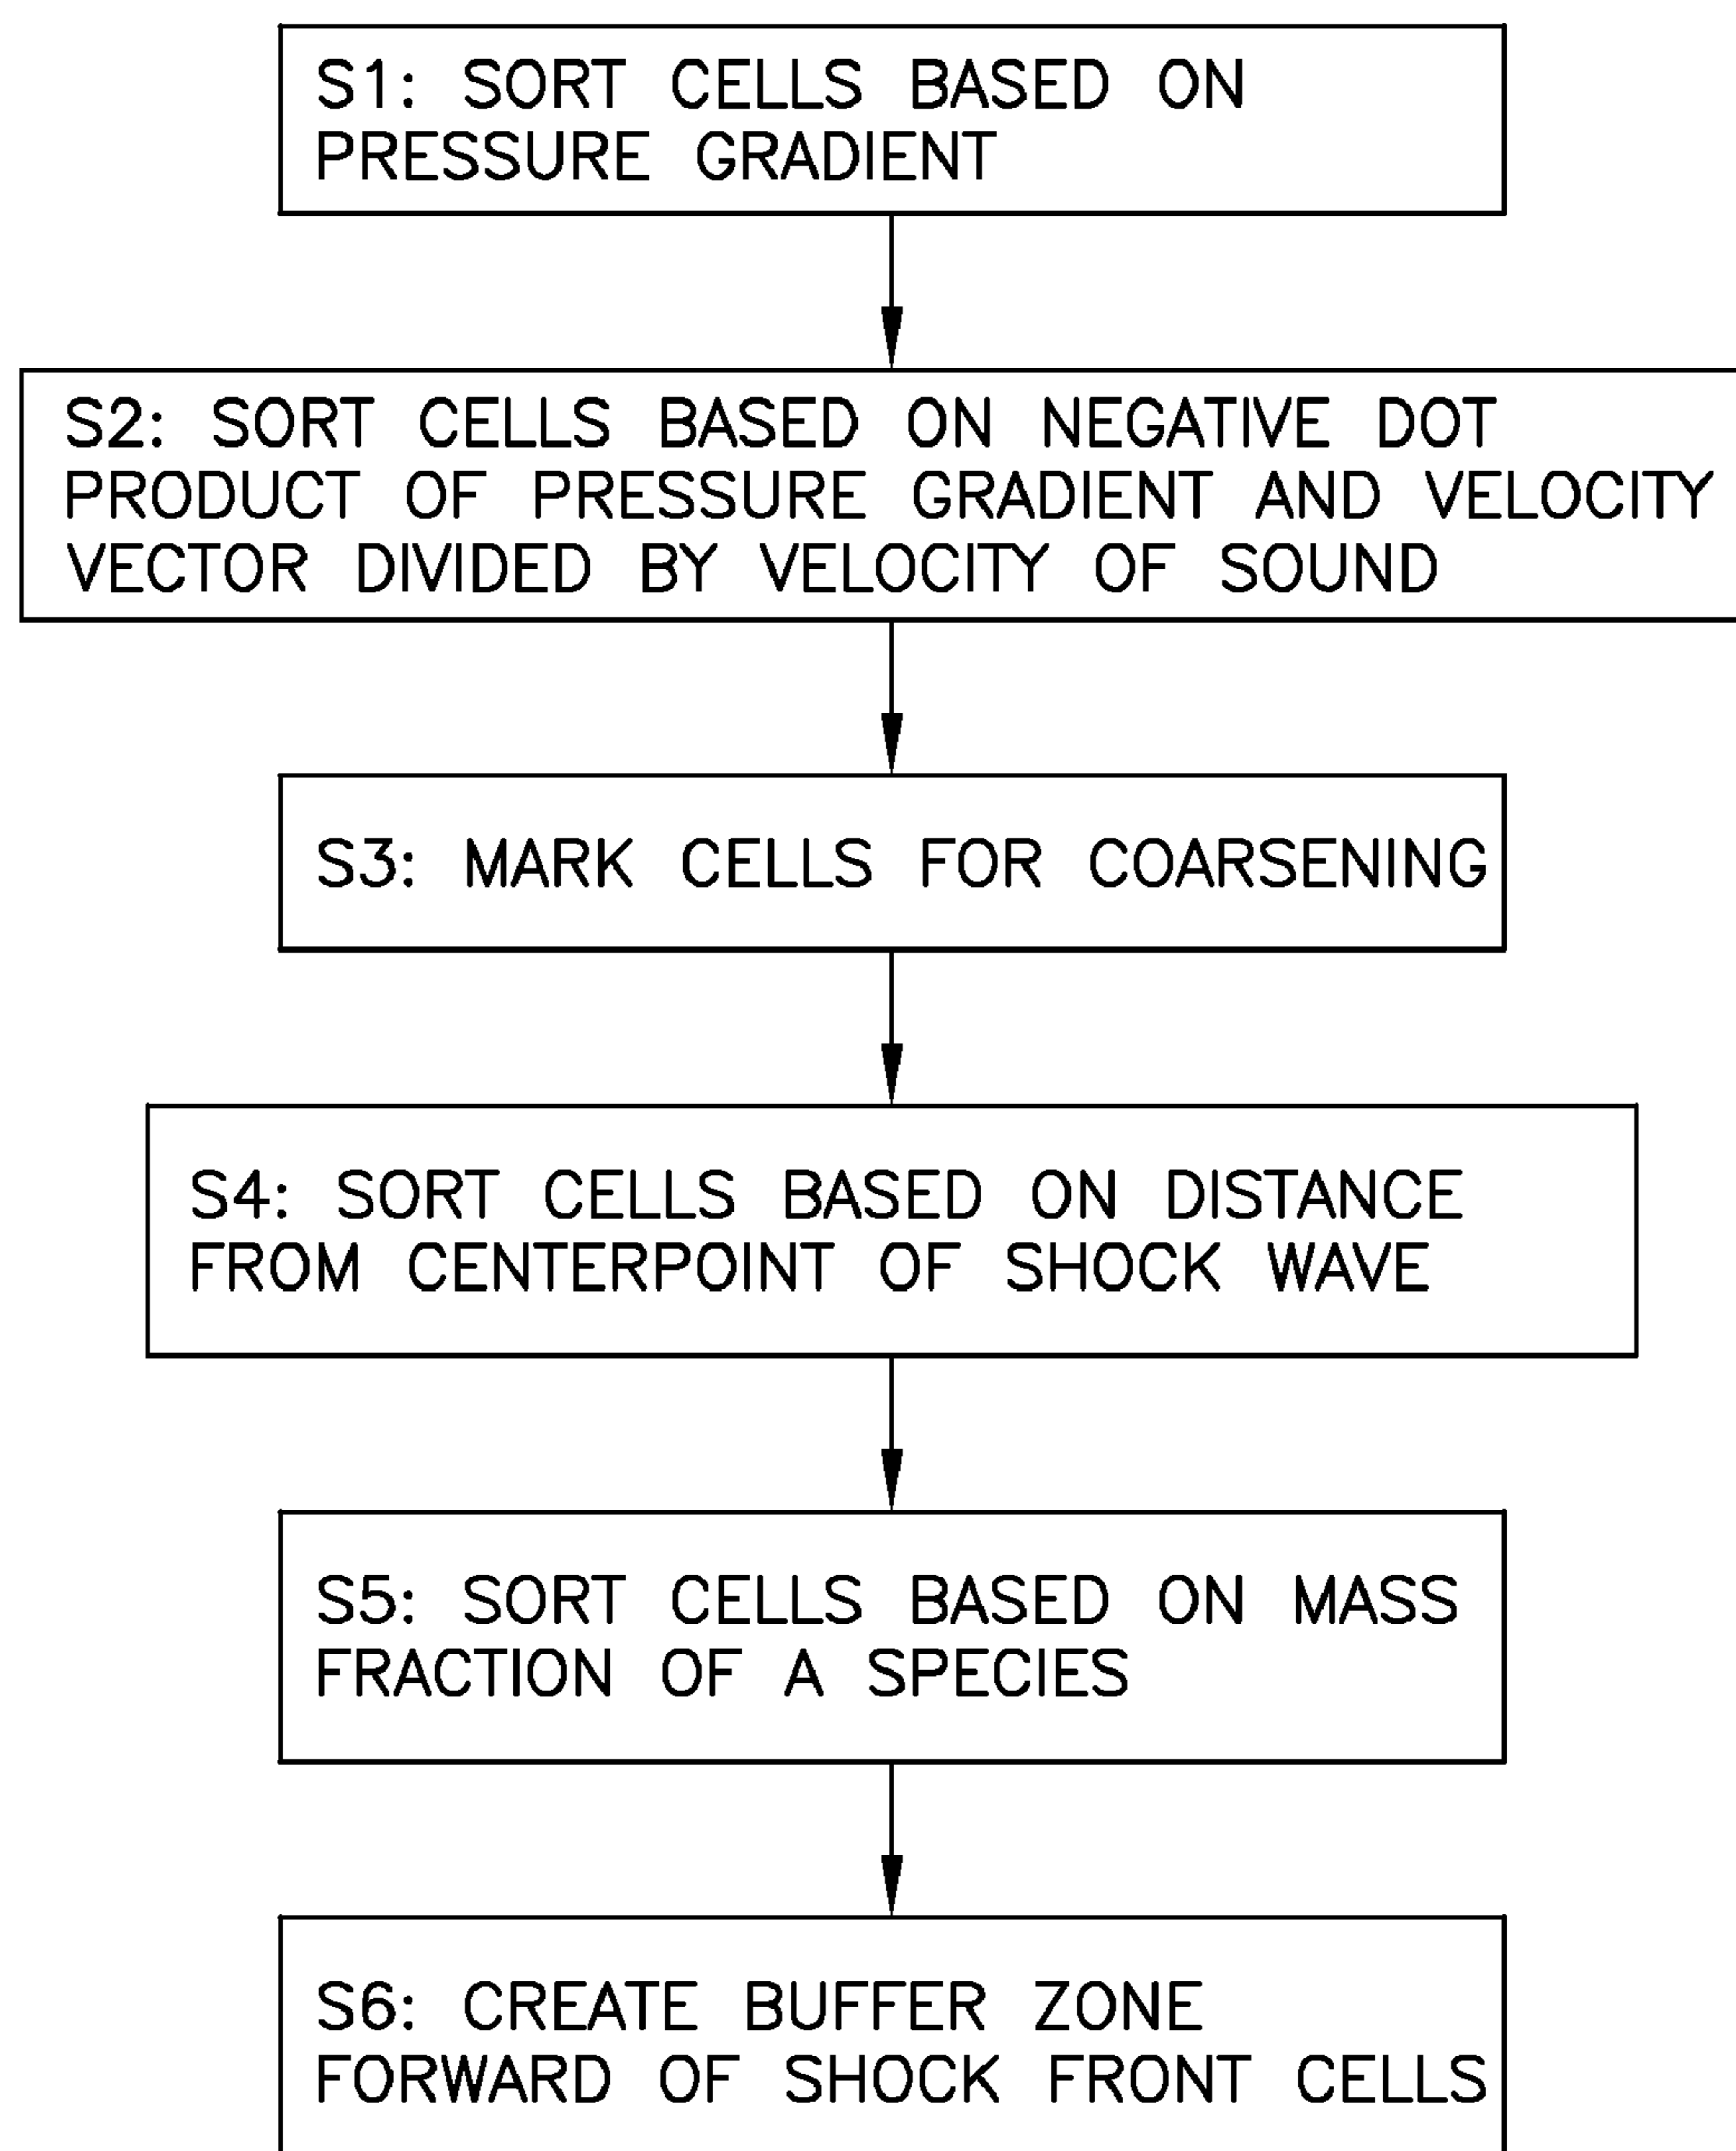 S1: SORT CELLS BASED ON
PRESSURE GRADIENT
S2: SORT CELLS BASED ON NEGATIVE DOT
PRODUCT OF PRESSURE GRADIENT AND VELOCITY
VECTOR DIVIDED BY VELOCITY OF SOUND
S3: MARK CELLS FOR COARSENING
S4: SORT CELLS BASED ON DISTANCE
FROM CENTERPOINT OF SHOCK WAVE
S5: SORT CELLS BASED ON MASS
FRACTION OF A SPECIES
S6: CREATE BUFFER ZONE
FORWARD OF SHOCK FRONT CELLS